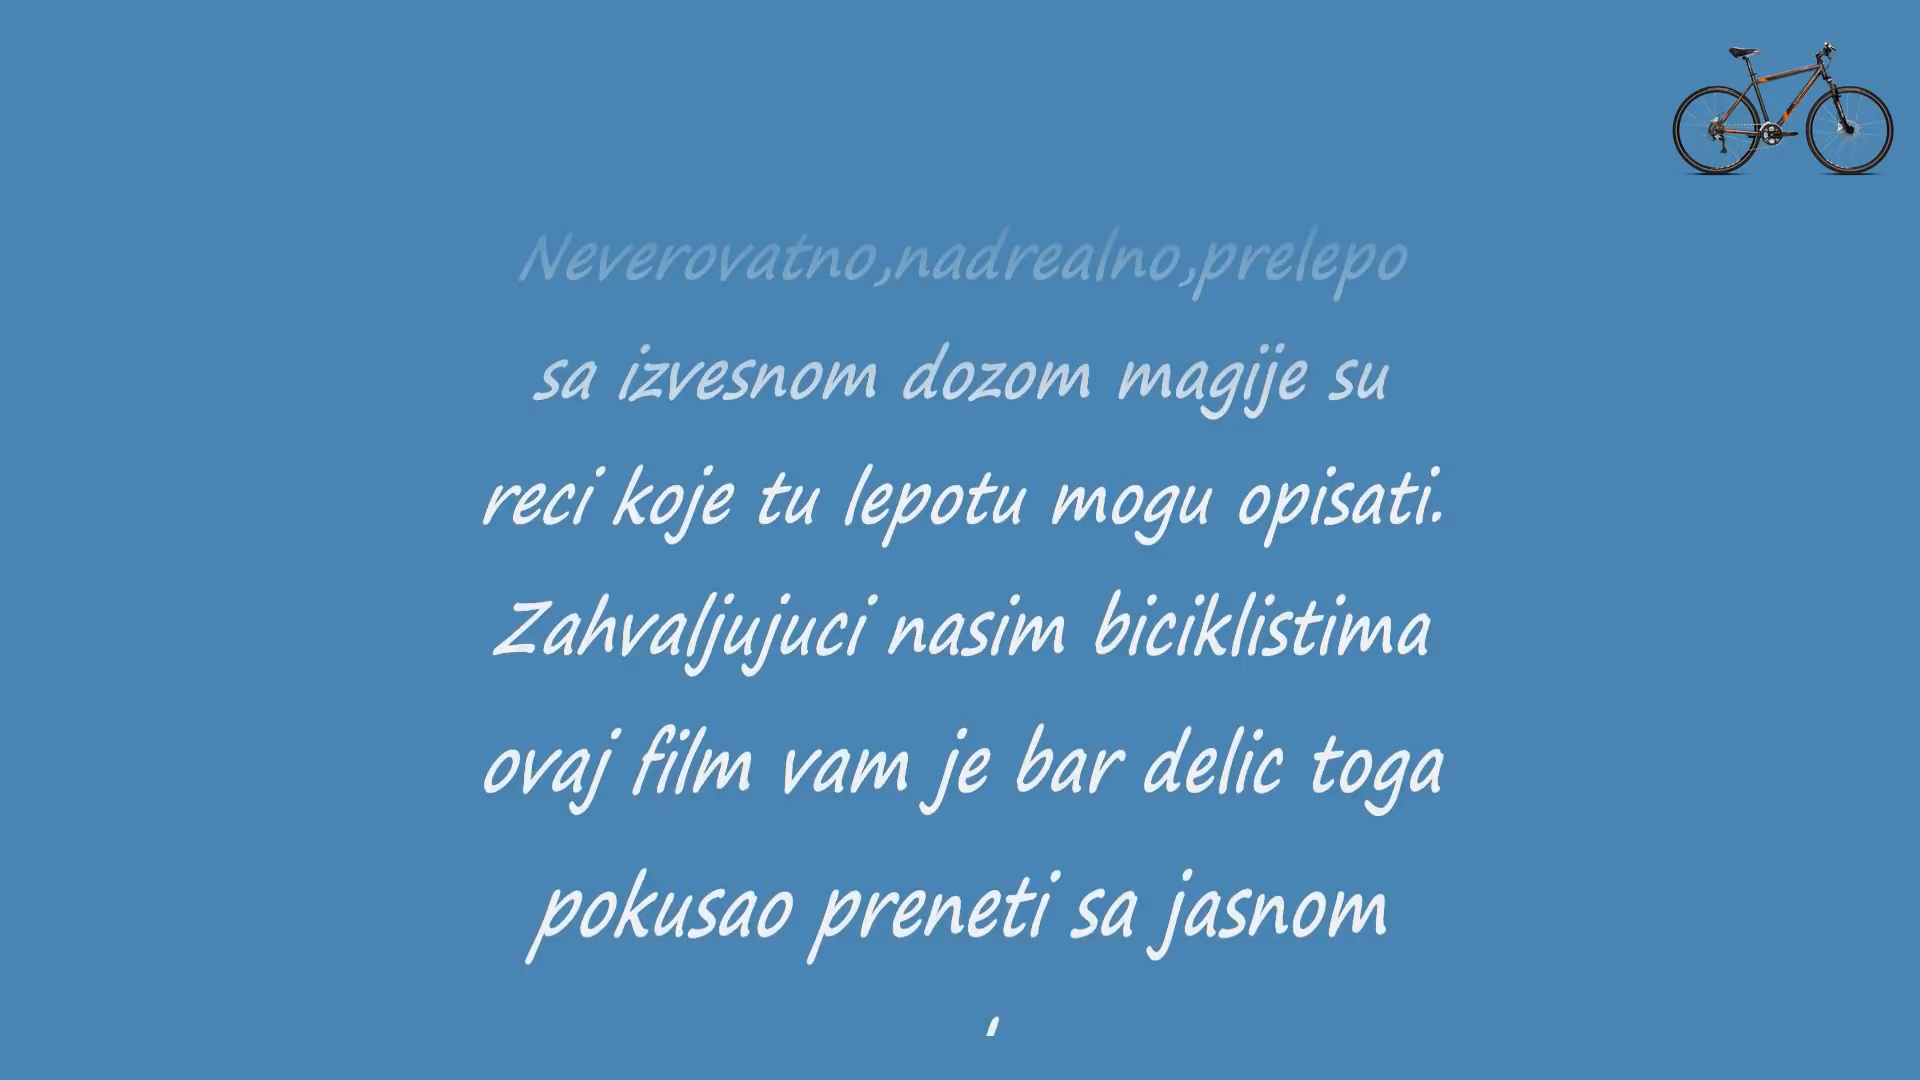 Neverovatno,nadrealno,prelepo
sa izvesnom dozom magije su
reci koje tu lepotu mogu opisati.
Zahvaljujuci nasim biciklistima
ovaj film vam je bar delic toga
pokusao preneti sa jasnom